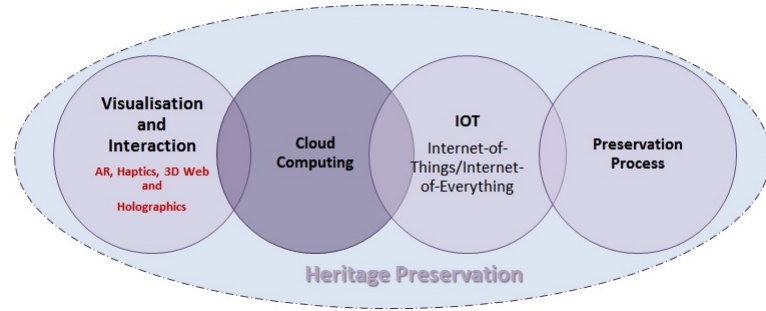 Visualisation
and
Interaction
AR, Haptics, 3D Web
and
Holographics
Cloud
Computing
IOT
Internet-of-
Things/Internet-
of-Everything
Preservation
Process
Heritage Preservation